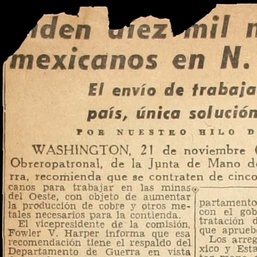 iden diez mil
mexicanos en N.
El envío de trabaja
país, única solución
POR NUESTRO HILO D
WASHINGTON, 21 de noviembre (
Obreropatronal, de la Junta de Mano de
rra, recomienda que se contraten de cinco
canos para trabajar en las minas
del Oeste, con objeto de aumentar
la producción de cobre y otros me-
tales necesarios para la contienda.
El vicepresidente de la comisión,
Fowler V. Harper informa que esa
recomendación tiene el respaldo del
Departamento de Guerra en vista
partamento
con el gob
tratación d
que aprueb
Los arreg
xico y Esta